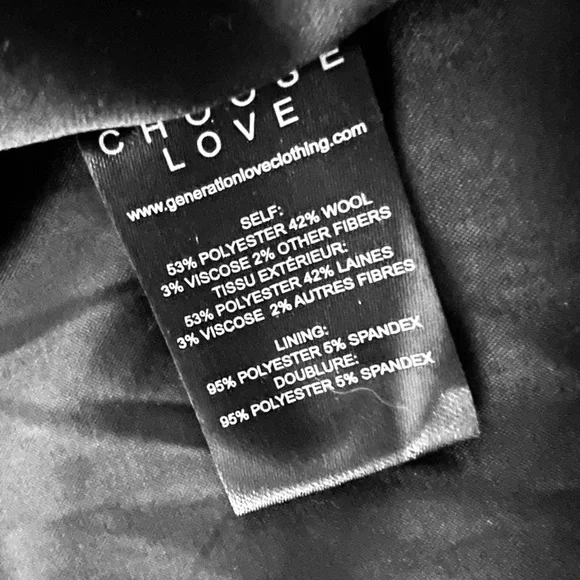 CHOOSE
LOVE
www.generationloveclothing.com
SELF:
53% POLYESTER 42% WOOL
3% VISCOSE 2% OTHER FIBERS
TISSU EXTÉRIEUR:
53% POLYESTER 42% LAINES
3% VISCOSE 2% AUTRES FIBRES
LINING:
95% POLYESTER 5% SPANDEX
DOUBLURE:
95% POLYESTER 5% SPANDEX